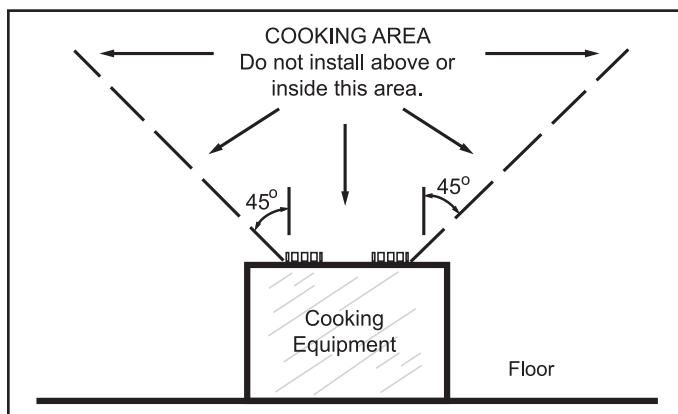 COOKING AREA
Do not install above or
inside this area.
45°
45°
Cooking
Equipment
Floor